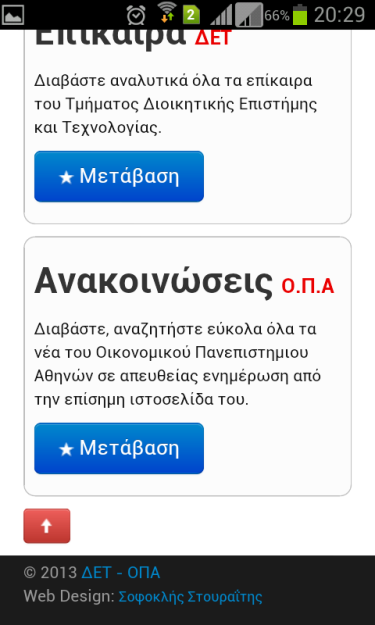 2 66% 20:29
Επίκαιρα ΔΕΤ
Διαβάστε αναλυτικά όλα τα επίκαιρα
του Τμήματος Διοικητικής Επιστήμης
και Τεχνολογίας.
Μετάβαση
Ανακοινώσεις Ο.Π.Α
Διαβάστε, αναζητήστε εύκολα όλα τα
νέα του Οικονομικού Πανεπιστημιου
Αθηνών σε απευθείας ενημέρωση από
την επίσημη ιστοσελίδα του.
Μετάβαση
© 2013 ΔΕΤ - ΟΠΑ
Web Design: Σοφοκλής Στουραΐτης